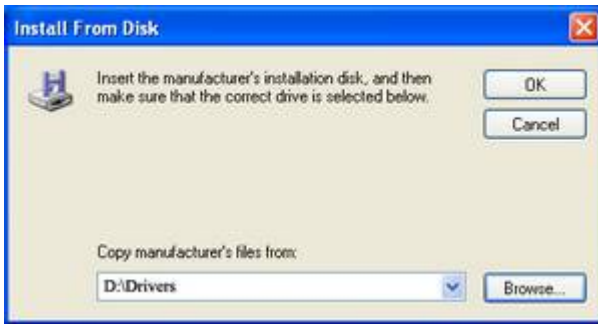 Install From Disk
Insert the manufacturer's installation disk, and then
make sure that the correct drive is selected below.
OK
Cancel
Copy manufacturer's files from:
D:\Drivers
Browse...